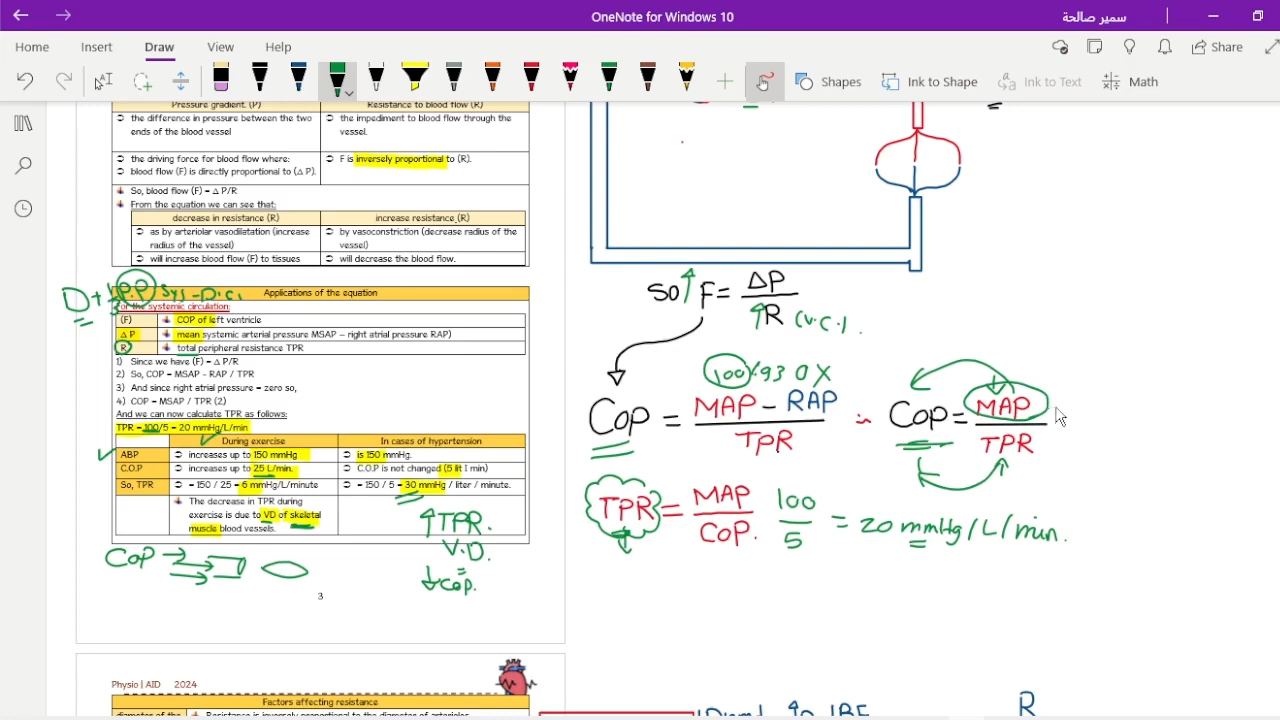 OneNote for Windows 10
سمير صالحة
Home Insert Draw View Help
Share
Shapes Ink to Shape Ink to Text Math
Pressure gradient. (P) Resistance to blood flow (R)
the difference in pressure between the two ends of the blood vessel
the impediment to blood flow through the vessel.
the driving force for blood flow where:
blood flow (F) is directly proportional to (Δ P).
F is inversely proportional to (R).
So, blood flow (F) = Δ P/R
From the equation we can see that:
decrease in resistance (R) increase resistance (R)
as by arteriolar vasodilatation (increase radius of the vessel)
by vasoconstriction (decrease radius of the vessel)
will increase blood flow (F) to tissues
will decrease the blood flow.
D + 1/3 P.P
Applications of the equation
For the systemic circulation:
(F) COP of left ventricle
Δ P mean systemic arterial pressure MSAP – right atrial pressure RAP)
R total peripheral resistance TPR
1) Since we have (F) = Δ P/R
2) So, COP = MSAP - RAP / TPR
3) And since right atrial pressure = zero so,
4) COP = MSAP / TPR (2)
And we can now calculate TPR as follows:
TPR = 100/5 = 20 mmHg/L/min
During exercise In cases of hypertension
ABP increases up to 150 mmHg is 150 mmHg.
C.O.P increases up to 25 L/min. C.O.P is not changed (5 lit 1 min)
So, TPR = 150 / 25 = 6 mmHg/L/minute = 150 / 5 = 30 mmHg / liter / minute.
The decrease in TPR during exercise is due to VD of skeletal muscle blood vessels.
↑TPR.
V.D.
↓COP.
COP
3
Physio | AID 2024
Factors affecting resistance
So ↑F = ΔP / ↑R (V.C.)
100 / 93 0 X
COP = MAP – RAP / TPR ∴ COP = MAP / TPR
TPR = MAP / COP. 100 / 5 = 20 mmHg/L/min.
R